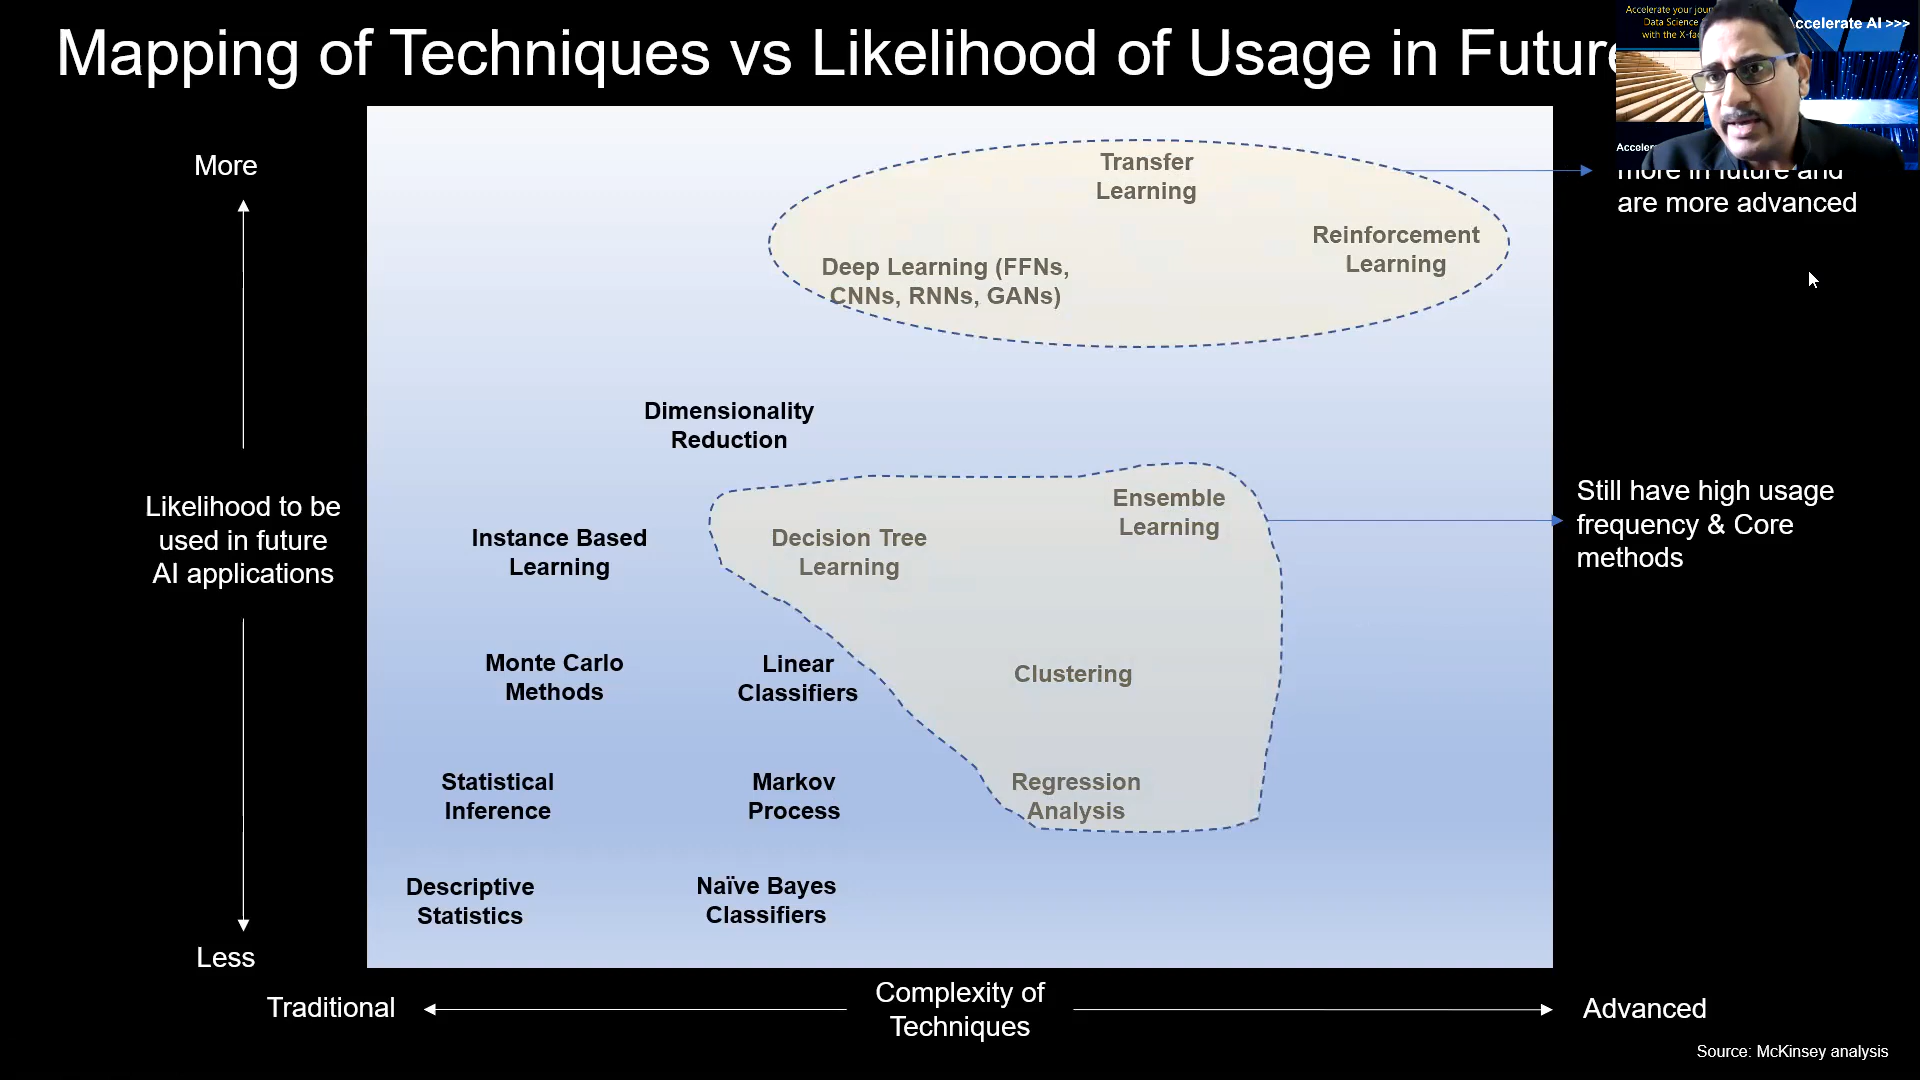 Mapping of Techniques vs Likelihood of Usage in Future
Accelerate your
Data Science
with the
Accelerate AI >>>
More
Transfer
Learning
Reinforcement
Learning
Deep Learning (FFNs,
CNNs, RNNs, GANs)
more in future and
are more advanced
Dimensionality
Reduction
Likelihood to be
used in future
AI applications
Instance Based
Learning
Decision Tree
Learning
Ensemble
Learning
Still have high usage
frequency & Core
methods
Monte Carlo
Methods
Linear
Classifiers
Clustering
Statistical
Inference
Markov
Process
Regression
Analysis
Descriptive
Statistics
Naïve Bayes
Classifiers
Less
Traditional
Complexity of
Techniques
Advanced
Source: McKinsey analysis